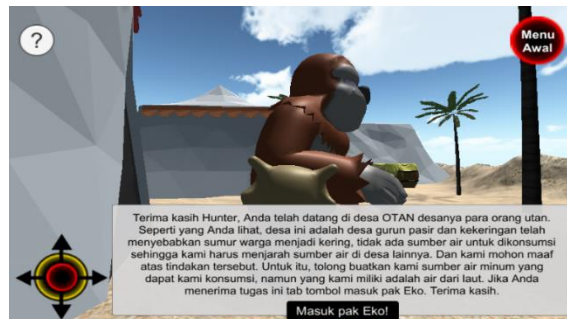 ?
Menu
Awal
Terima kasih Hunter, Anda telah datang di desa OTAN desanya para orang utan.
Seperti yang Anda lihat, desa ini adalah desa gurun pasir dan kekeringan telah
menyebabkan sumur warga menjadi kering, tidak ada sumber air untuk dikonsumsi
sehingga kami harus menjarah sumber air di desa lainnya. Dan kami mohon maaf
atas tindakan tersebut. Untuk itu, tolong buatkan kami sumber air minum yang
dapat kami konsumsi, namun yang kami miliki adalah air dari laut. Jika Anda
menerima tugas ini tab tombol masuk pak Eko. Terima kasih.
Masuk pak Eko!